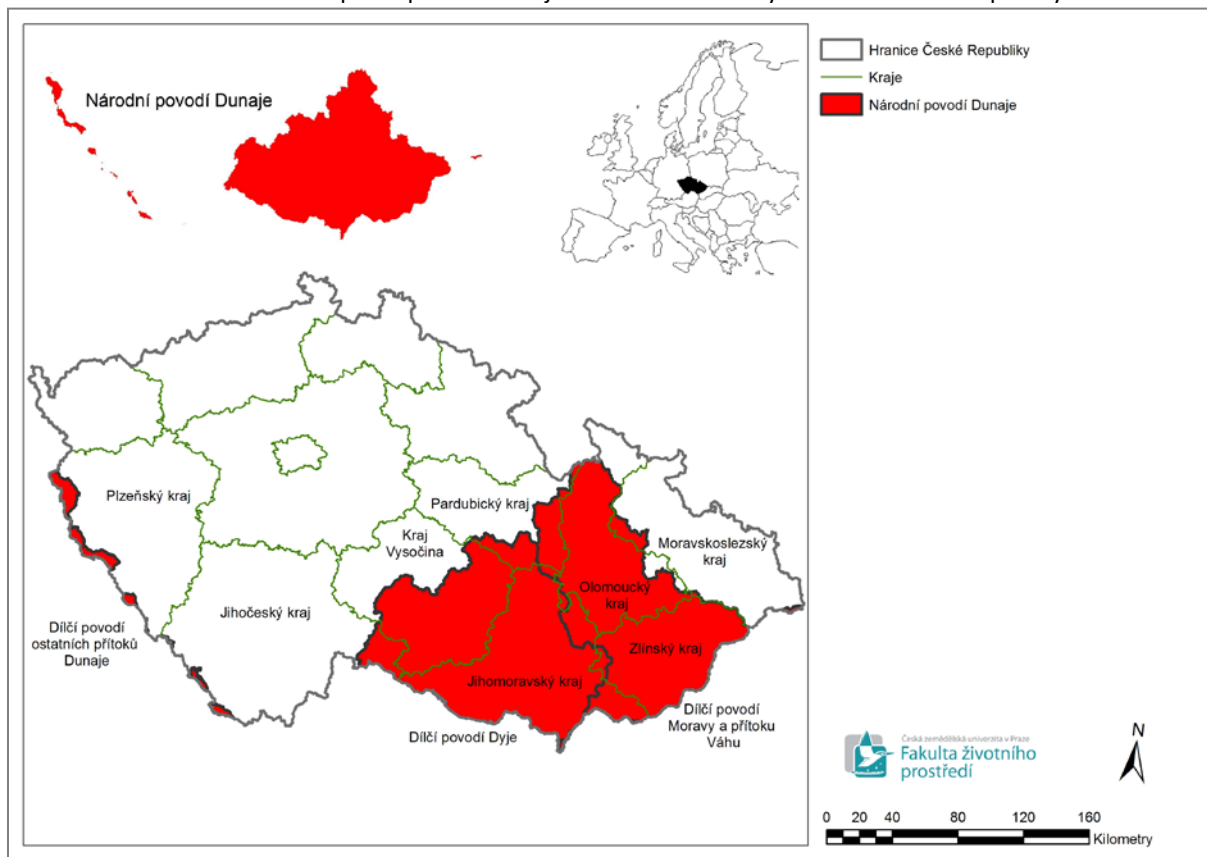 Národní povodí Dunaje
Hranice České Republiky
Kraje
Národní povodí Dunaje
Plzeňský kraj
Pardubický kraj
Kraj
Vysočina
Moravskoslezský
kraj
Olomoucký
kraj
Jihočeský kraj
Dílčí povodí
ostatních přítoků
Dunaje
Zlínský kraj
Jihomoravský kraj
Dílčí povodí
Moravy a přítoku
Váhu
Dílčí povodí Dyje
Česká zemědělská univerzita v Praze
Fakulta životního
prostředí
N
0 20 40 80 120 160
Kilometry